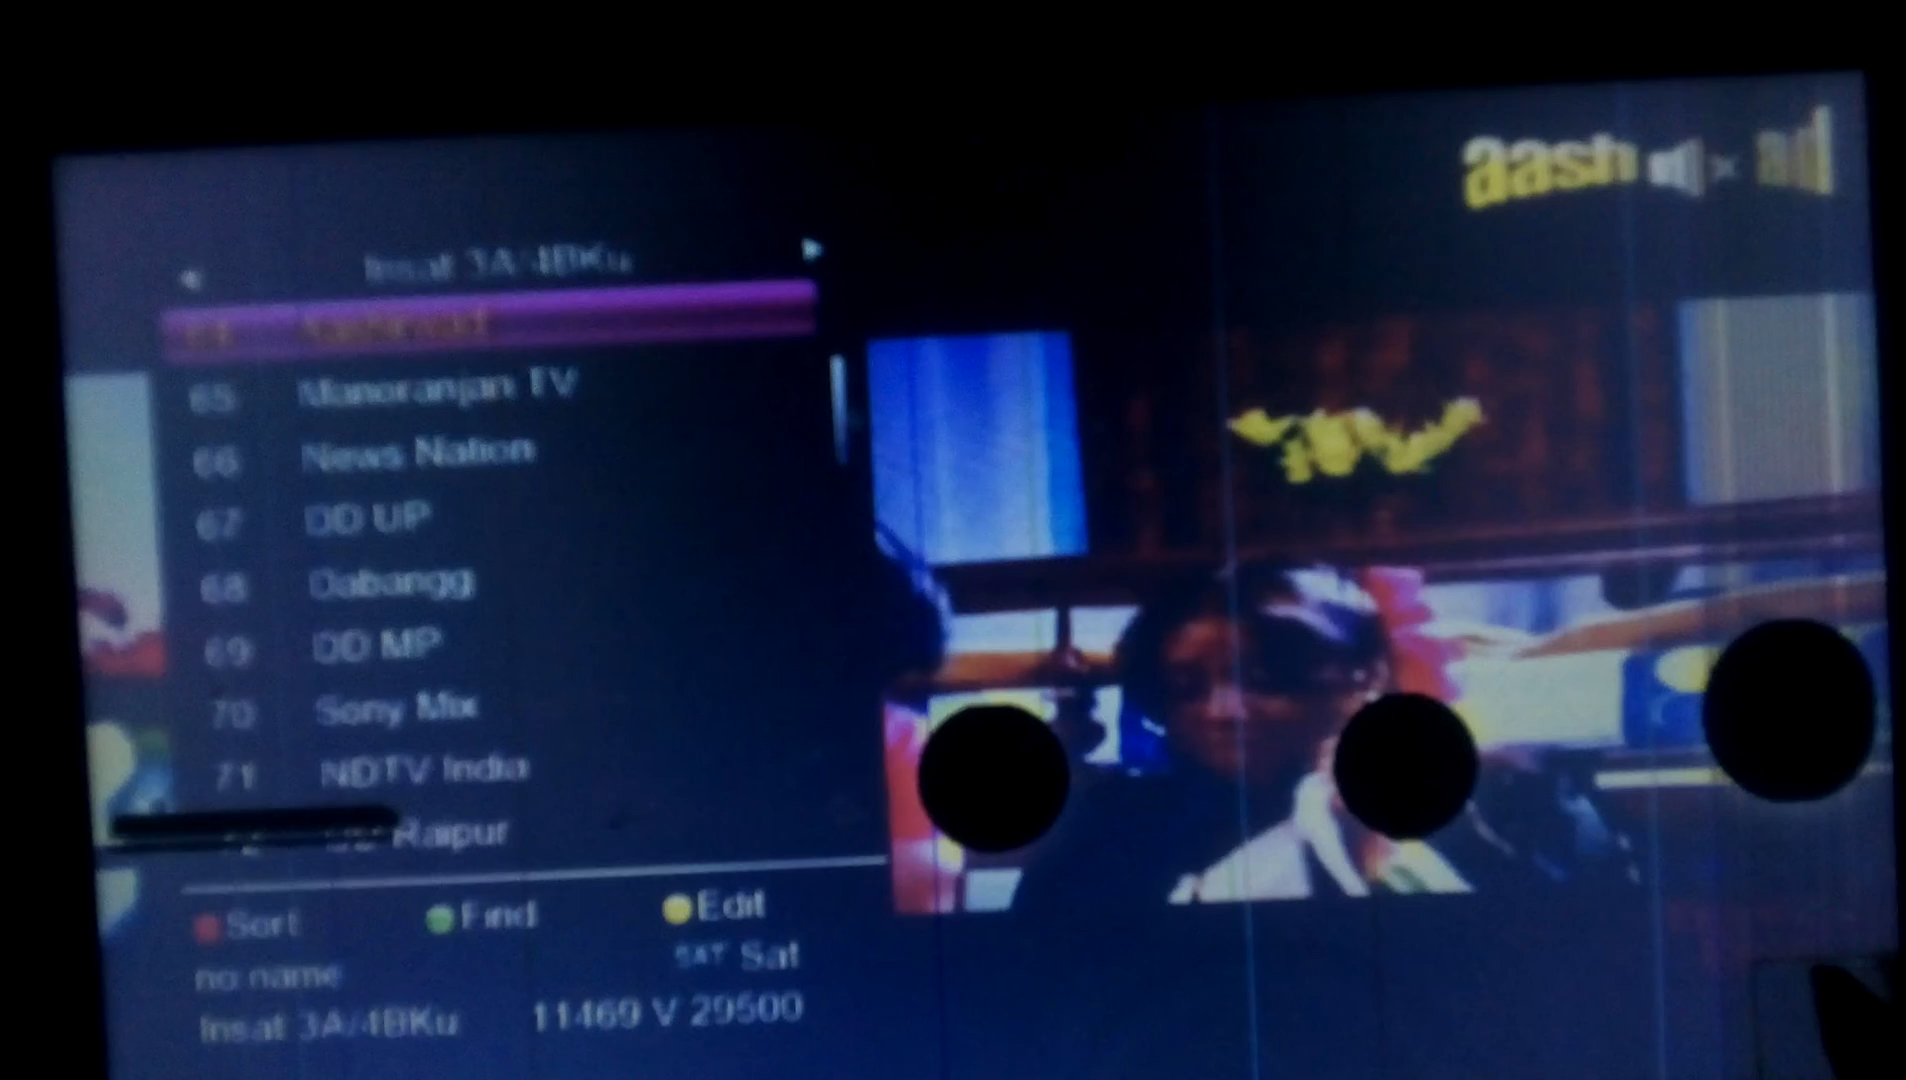 aash
Insat 3A/4BKu
65 Manoranjan TV
66 News Nation
67 DD UP
68 Dabangg
69 DD MP
70 Sony Mix
71 NDTV India
72 Raipur
Sort Find Edit
SAT Sat
no name
Insat 3A/4BKu 11469 V 29500